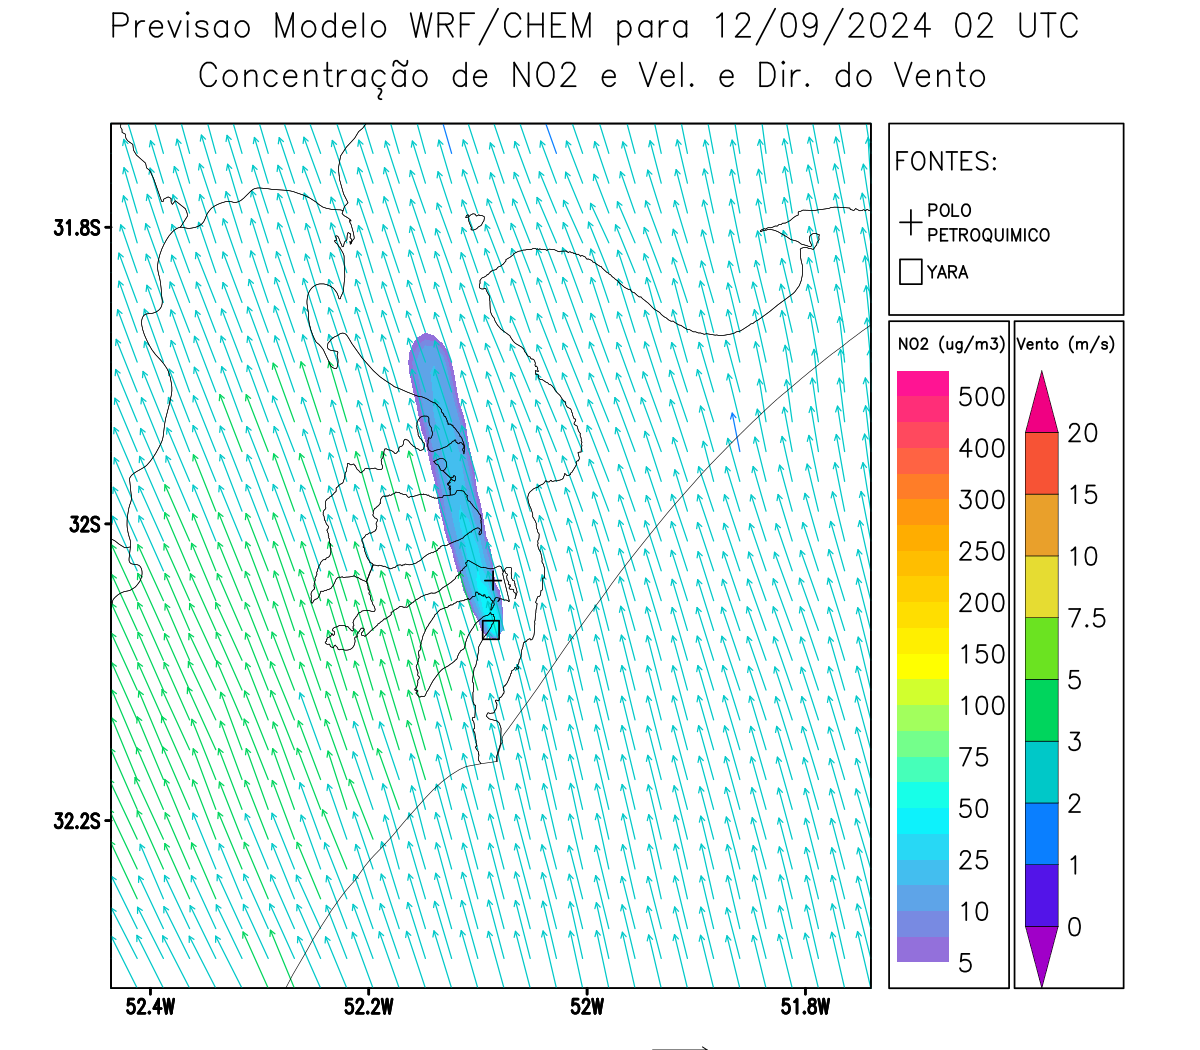 Previsao Modelo WRF/CHEM para 12/09/2024 02 UTC
Concentração de NO2 e Vel. e Dir. do Vento
FONTES:
POLO
PETROQUIMICO
YARA
31.8S
32S
32.2S
52.4W
52.2W
52W
51.8W
NO2 (ug/m3)
500
400
300
250
200
150
100
75
50
25
10
5
Vento (m/s)
20
15
10
7.5
5
3
2
1
0